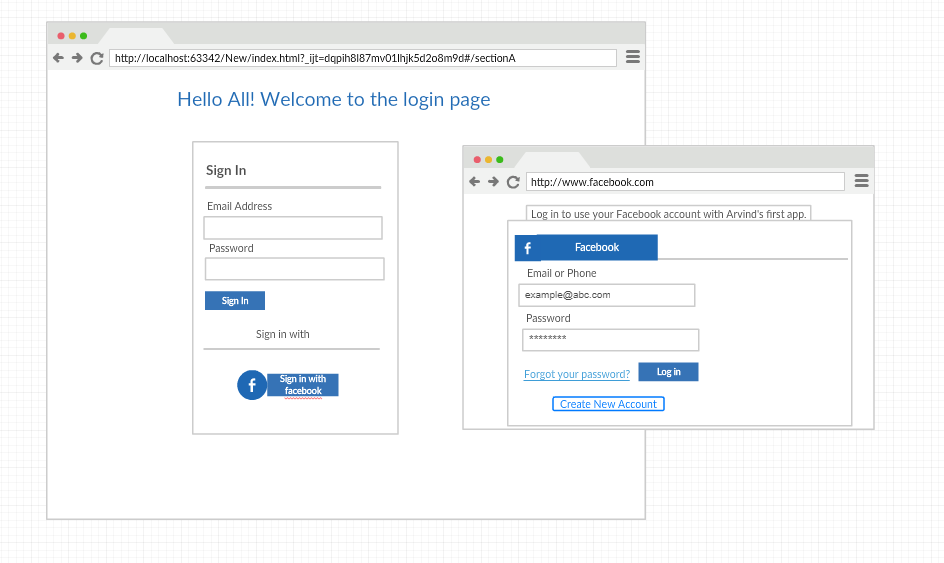 http://localhost:63342/New/index.html?_ijt=dqpih8l87mv01lhjk5d2o8m9d#/sectionA
Hello All! Welcome to the login page
Sign In
Email Address
Password
Sign In
Sign in with
f
Sign in with
facebook
http://www.facebook.com
Log in to use your Facebook account with Arvind's first app.
f Facebook
Email or Phone
example@abc.com
Password
********
Forgot your password? Log in
Create New Account